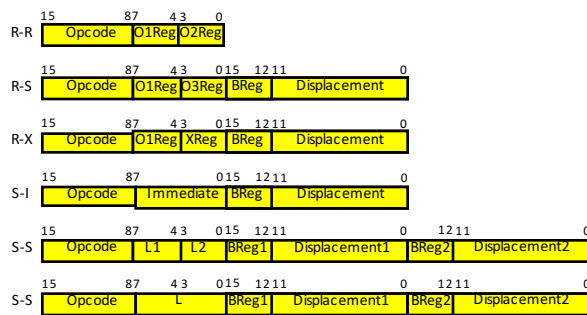 15 87 43 0
R-R Opcode O1Reg O2Reg
15 87 43 015 1211 0
R-S Opcode O1Reg O3Reg BReg Displacement
15 87 43 015 1211 0
R-X Opcode O1Reg XReg BReg Displacement
15 87 015 1211 0
S-I Opcode Immediate BReg Displacement
15 87 43 015 1211 0 1211 0
S-S Opcode L1 L2 BReg1 Displacement1 BReg2 Displacement2
15 87 43 015 1211 0 1211 0
S-S Opcode L BReg1 Displacement1 BReg2 Displacement2